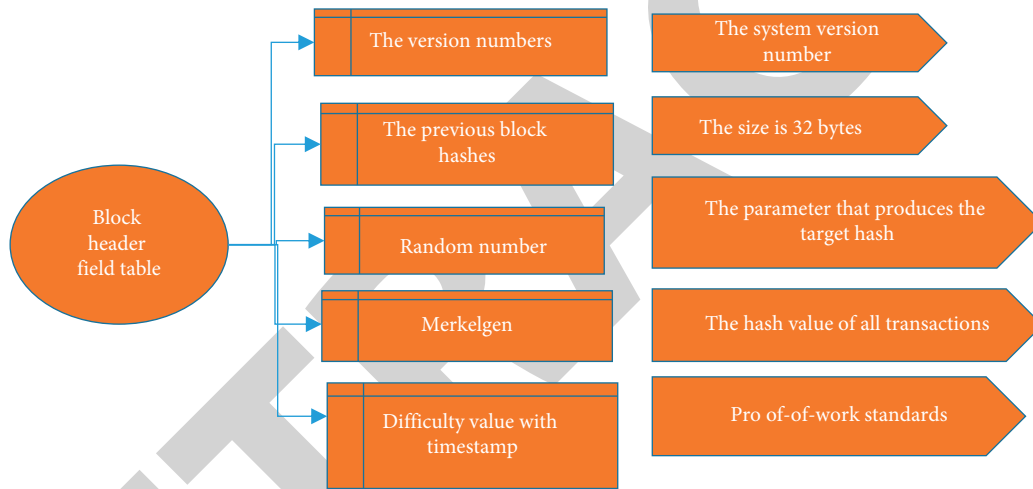 The version numbers
The system version
number
The previous block
hashes
The size is 32 bytes
Block
header
field table
Random number
The parameter that produces the
target hash
Merkelgen
The hash value of all transactions
Difficulty value with
timestamp
Pro of-of-work standards